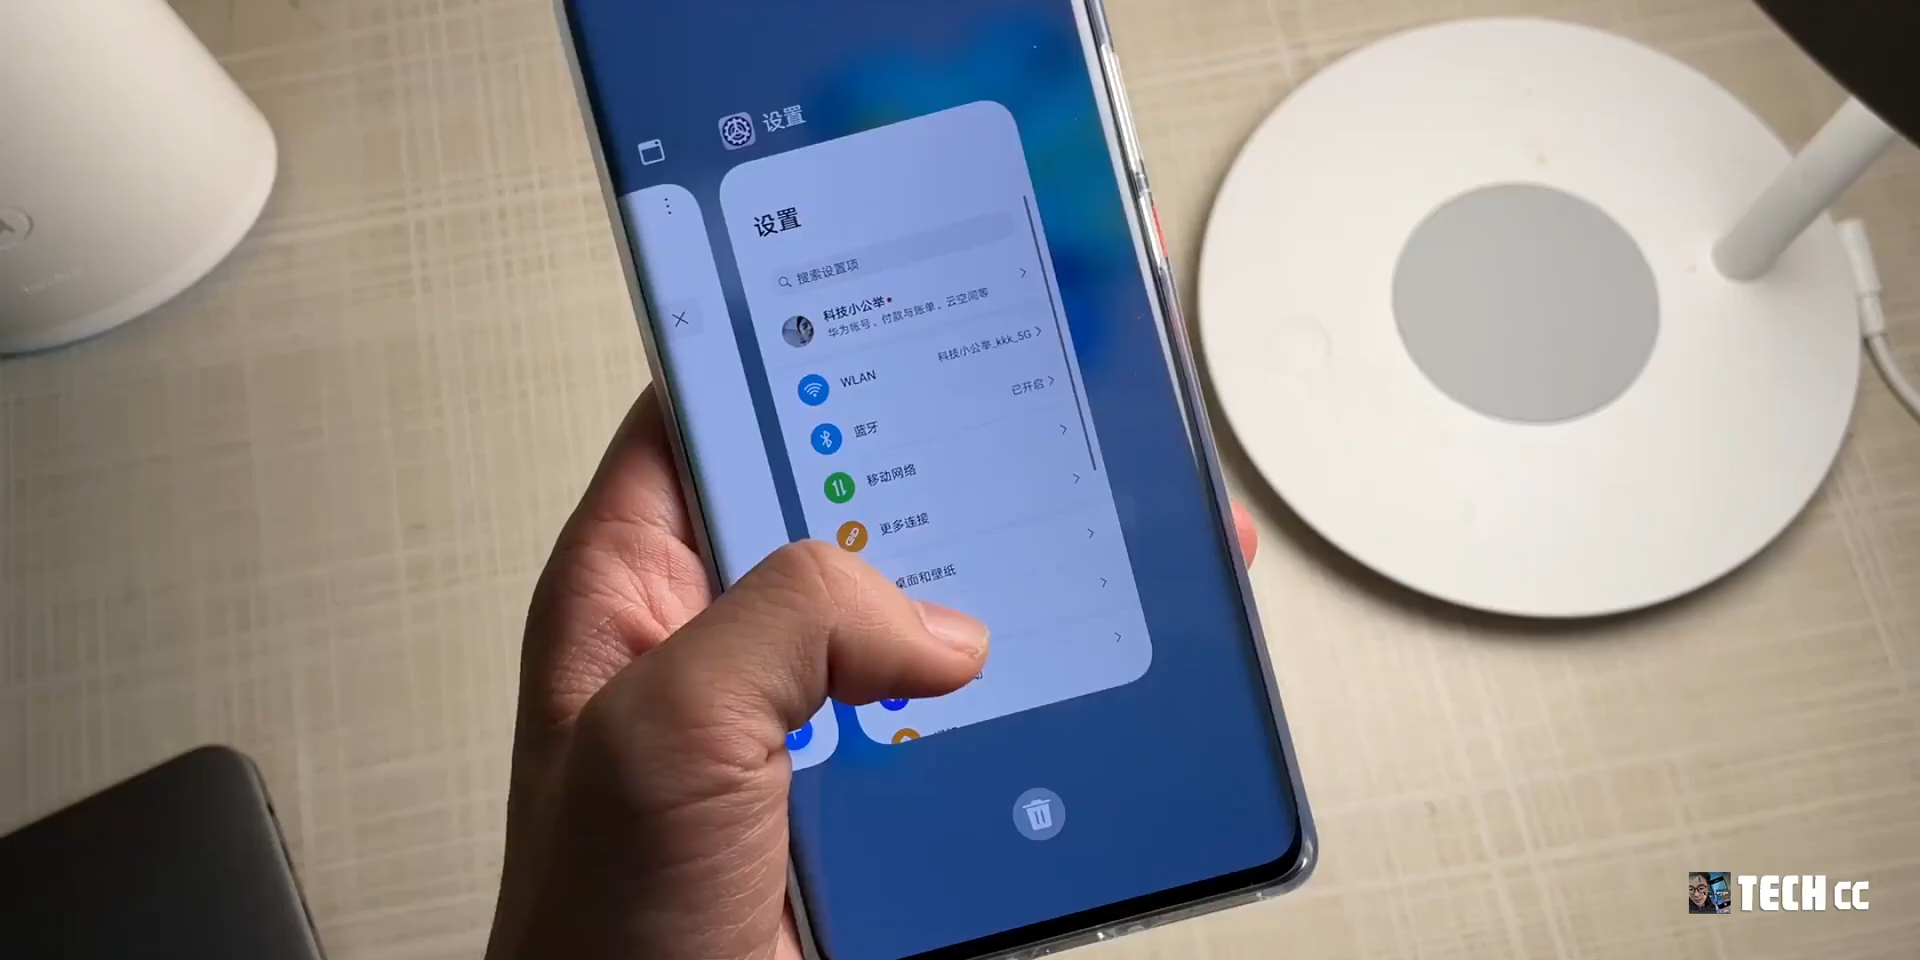 设置
设置
搜索设置项
科技小公举
华为帐号、付款与账单、云空间等
WLAN
科技小公举_kkk_5G
蓝牙
已开启
移动网络
更多连接
桌面和壁纸
TECH CC